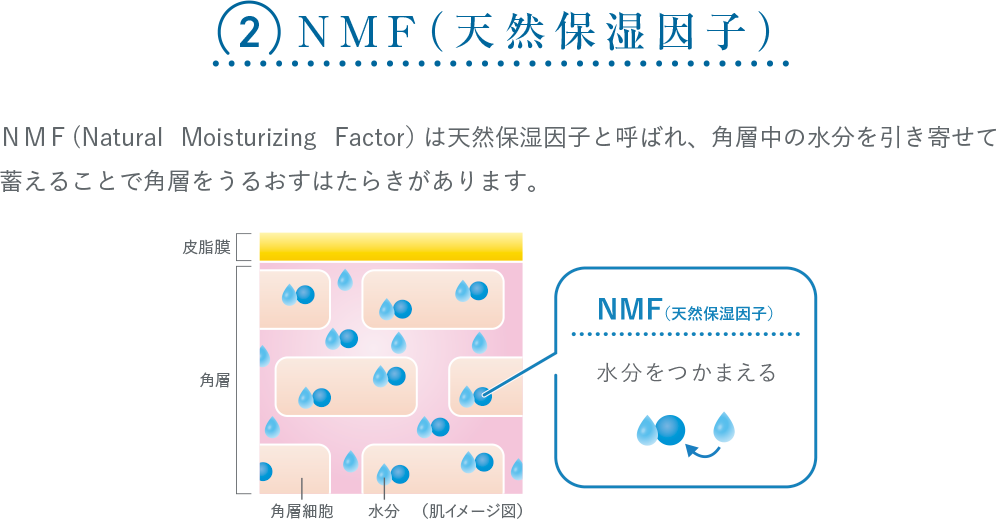 ② NMF(天然保湿因子)
NMF(Natural Moisturizing Factor)は天然保湿因子と呼ばれ、角層中の水分を引き寄せて
蓄えることで角層をうるおすはたらきがあります。
皮脂膜
角層
NMF(天然保湿因子)
水分をつかまえる
角層細胞 水分 (肌イメージ図)